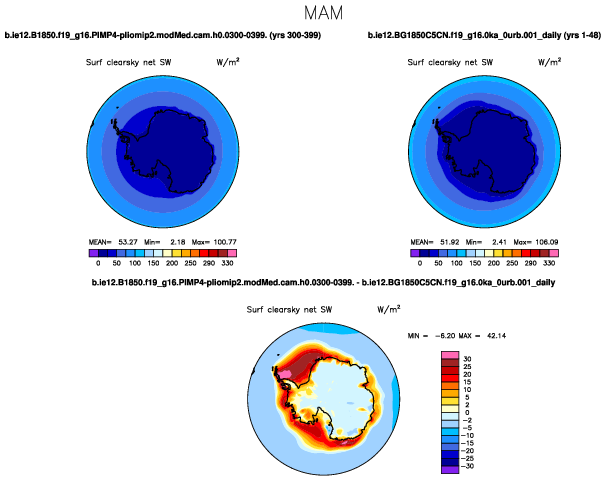 MAM
b.ie12.B1850.f19_g16.PIMP4-pliomip2.modMed.cam.h0.0300-0399. (yrs 300-399)
b.ie12.BG1850C5CN.f19_g16.0ka_0urb.001_daily (yrs 1-48)
Surf clearsky net SW W/m²
Surf clearsky net SW W/m²
MEAN= 53.27 Min= 2.18 Max= 100.77
MEAN= 51.92 Min= 2.41 Max= 106.09
0 50 100 150 200 250 290 330
0 50 100 150 200 250 290 330
b.ie12.B1850.f19_g16.PIMP4-pliomip2.modMed.cam.h0.0300-0399. - b.ie12.BG1850C5CN.f19_g16.0ka_0urb.001_daily
Surf clearsky net SW W/m²
MIN = -6.20 MAX = 42.14
30
25
20
15
10
5
2
0
-2
-5
-10
-15
-20
-25
-30